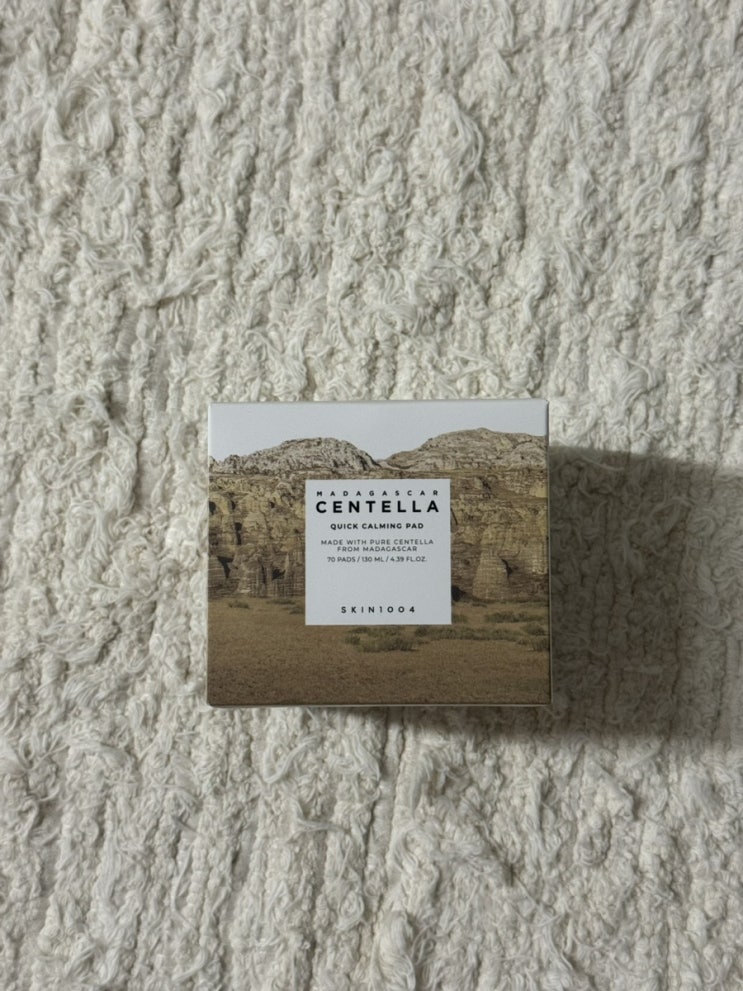 MADAGASCAR
CENTELLA
QUICK CALMING PAD
MADE WITH PURE CENTELLA
FROM MADAGASCAR
70 PADS / 130 ML / 4.39 FL.OZ.
SKIN1004